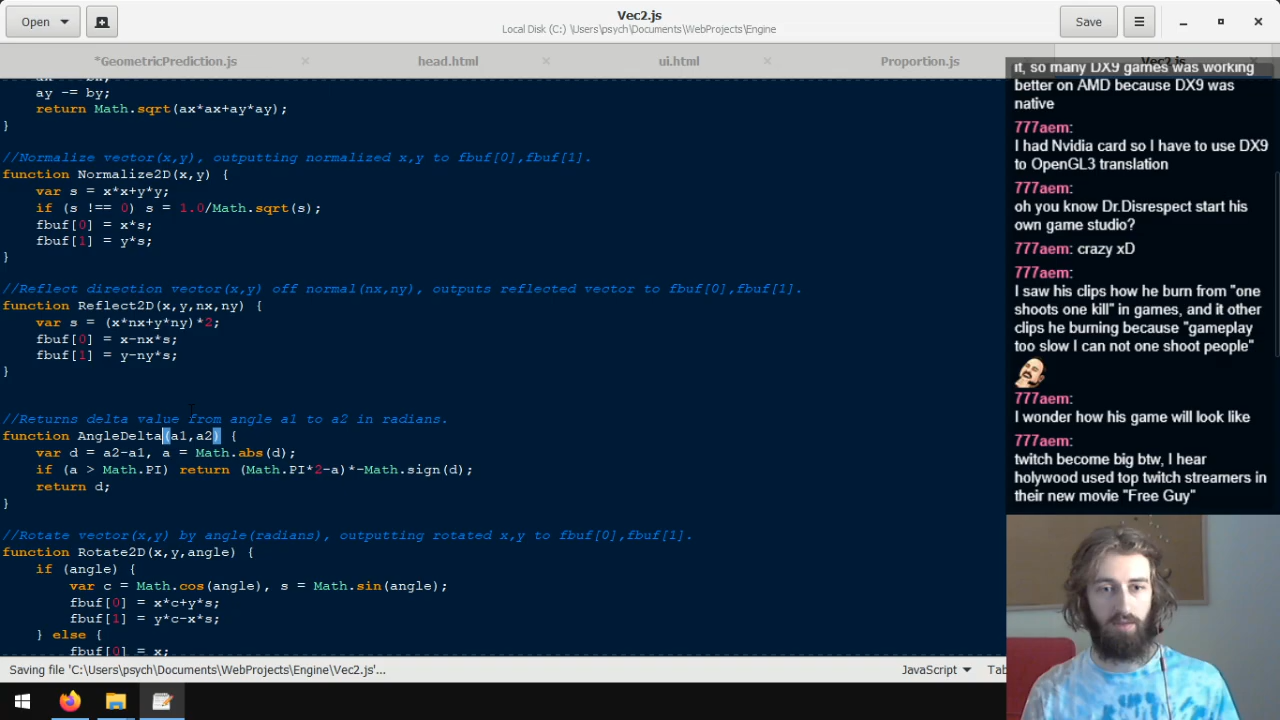 Open
Vec2.js
Local Disk (C:) \Users\psych\Documents\WebProjects\Engine
Save
*GeometricPrediction.js
head.html
ui.html
Proportion.js
Vec2.js
ay -= by;
return Math.sqrt(ax*ax+ay*ay);
}
//Normalize vector(x,y), outputting normalized x,y to fbuf[0],fbuf[1].
function Normalize2D(x,y) {
var s = x*x+y*y;
if (s !== 0) s = 1.0/Math.sqrt(s);
fbuf[0] = x*s;
fbuf[1] = y*s;
}
//Reflect direction vector(x,y) off normal(nx,ny), outputs reflected vector to fbuf[0],fbuf[1].
function Reflect2D(x,y,nx,ny) {
var s = (x*nx+y*ny)*2;
fbuf[0] = x-nx*s;
fbuf[1] = y-ny*s;
}
//Returns delta value from angle a1 to a2 in radians.
function AngleDelta(a1,a2) {
var d = a2-a1, a = Math.abs(d);
if (a > Math.PI) return (Math.PI*2-a)*-Math.sign(d);
return d;
}
//Rotate vector(x,y) by angle(radians), outputting rotated x,y to fbuf[0],fbuf[1].
function Rotate2D(x,y,angle) {
if (angle) {
var c = Math.cos(angle), s = Math.sin(angle);
fbuf[0] = x*c+y*s;
fbuf[1] = y*c-x*s;
} else {
fbuf[0] = x;
Saving file 'C:\Users\psych\Documents\WebProjects\Engine\Vec2.js'...
JavaScript
Tab
it, so many DX9 games was working
better on AMD because DX9 was
native
777aem:
I had Nvidia card so I have to use DX9
to OpenGL3 translation
777aem:
oh you know Dr.Disrespect start his
own game studio?
777aem: crazy xD
777aem:
I saw his clips how he burn from "one
shoots one kill" in games, and it other
clips he burning because "gameplay
too slow I can not one shoot people"
777aem:
I wonder how his game will look like
777aem:
twitch become big btw, I hear
holywood used top twitch streamers in
their new movie "Free Guy"